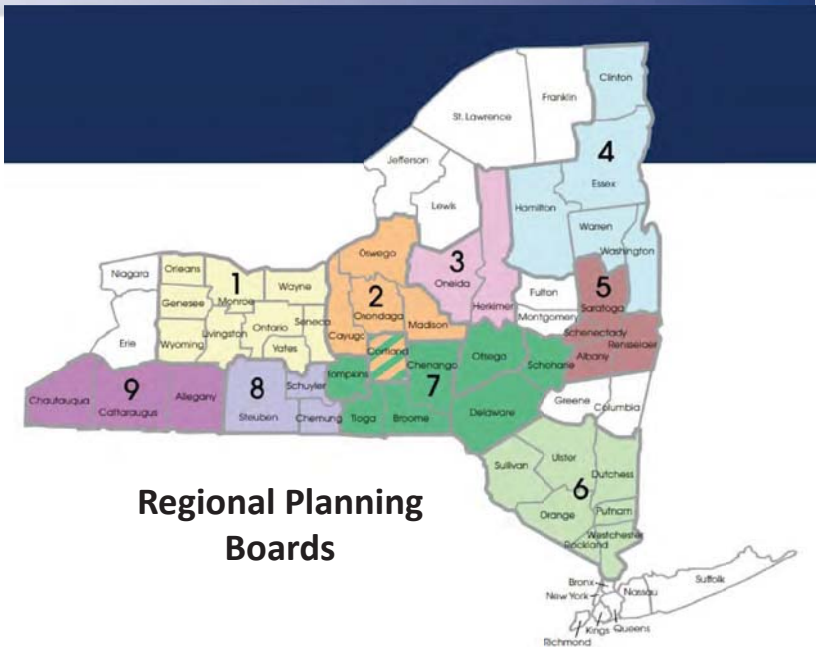 Clinton
Franklin
St. Lawrence
4
Jefferson
Essex
Lewis
Hamilton
Warren
Washington
Oswego
3
Oneida
Herkimer
Niagara
Orleans
1
Monroe
Wayne
2
Onondaga
Fulton
5
Saratoga
Genesee
Madison
Montgomery
Erie
Wyoming
Livingston
Ontario
Seneca
Yates
Cayuga
Cortland
Schenectady
Rensselaer
Albany
Otsego
Schoharie
Chenango
7
Tompkins
9
8
Schuyler
Chautauqua
Cattaraugus
Allegany
Steuben
Chemung
Tioga
Broome
Delaware
Greene
Columbia
Ulster
Sullivan
Dutchess
6
Orange
Putnam
Westchester
Rockland
Regional Planning
Boards
Bronx
New York
Nassau
Suffolk
Kings
Queens
Richmond